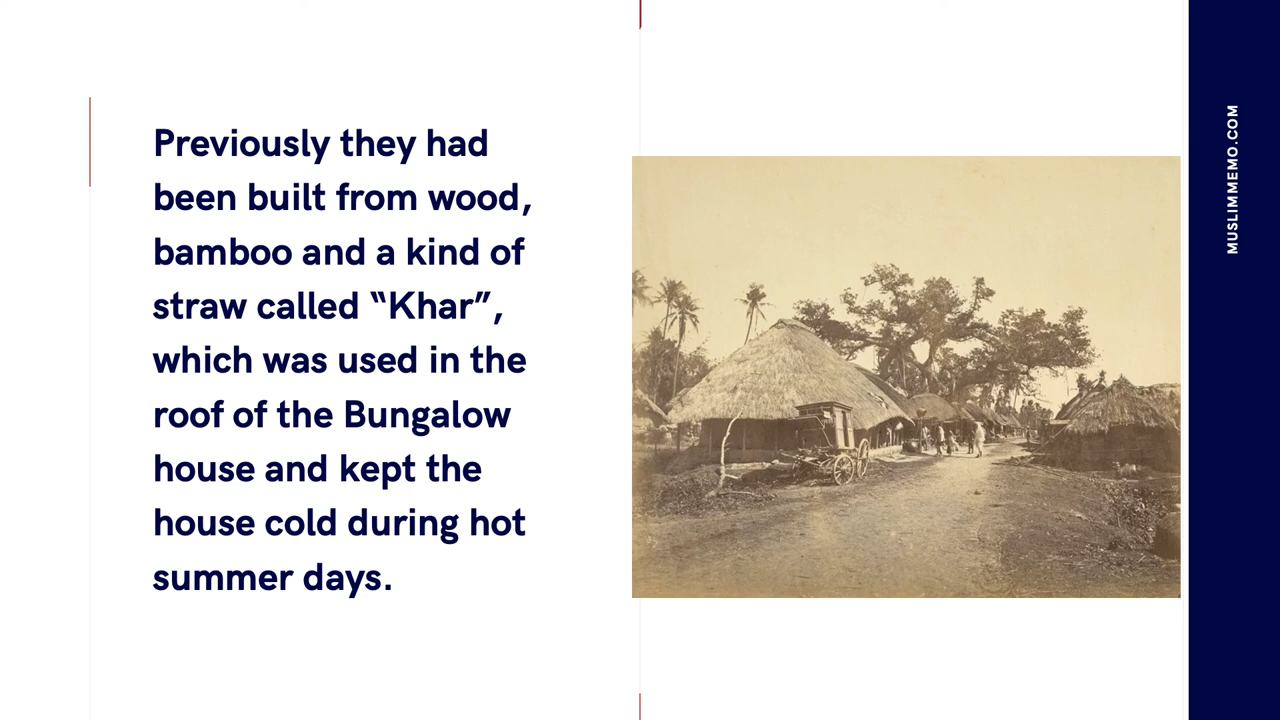 Previously they had
been built from wood,
bamboo and a kind of
straw called “Khar”,
which was used in the
roof of the Bungalow
house and kept the
house cold during hot
summer days.
MUSLIMMEMO.COM